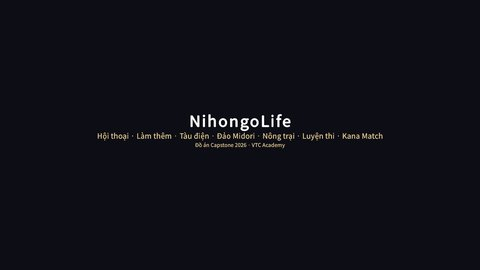 NihongoLife
Hội thoại · Làm thêm · Tàu điện · Đảo Midori · Nông trại · Luyện thi · Kana Match
Đồ án Capstone 2026 · VTC Academy